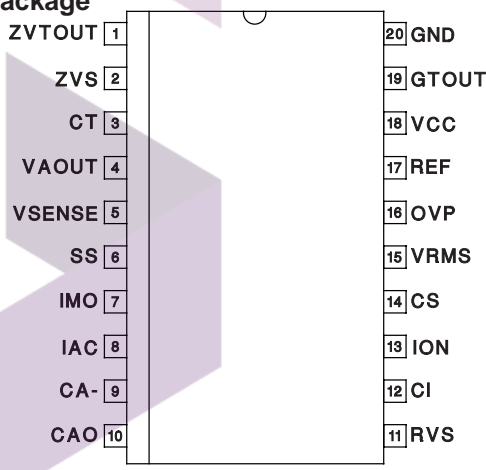 ackage
ZVTOUT 1 20 GND
ZVS 2 19 GTOUT
CT 3 18 VCC
VAOUT 4 17 REF
VSENSE 5 16 OVP
SS 6 15 VRMS
IMO 7 14 CS
IAC 8 13 ION
CA- 9 12 CI
CAO 10 11 RVS